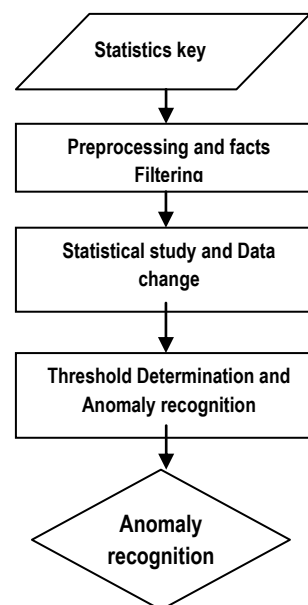 Statistics key
Preprocessing and facts
Filtering
Statistical study and Data
change
Threshold Determination and
Anomaly recognition
Anomaly
recognition